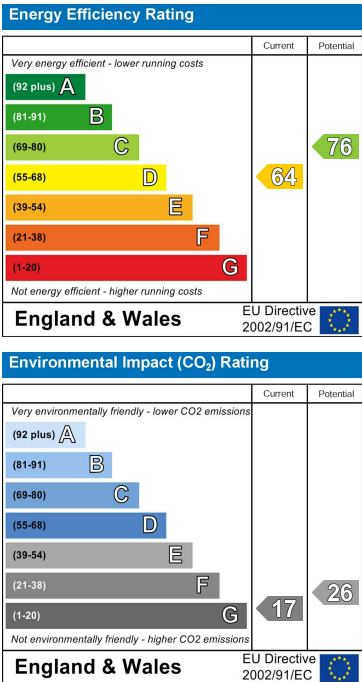 Energy Efficiency Rating
Current Potential
Very energy efficient - lower running costs
(92 plus) A
(81-91) B
(69-80) C
76
(55-68) D
64
(39-54) E
(21-38) F
(1-20) G
Not energy efficient - higher running costs
England & Wales
EU Directive
2002/91/EC
Environmental Impact (CO₂) Rating
Current Potential
Very environmentally friendly - lower CO2 emissions
(92 plus) A
(81-91) B
(69-80) C
(55-68) D
(39-54) E
(21-38) F
26
(1-20) G
17
Not environmentally friendly - higher CO2 emissions
England & Wales
EU Directive
2002/91/EC